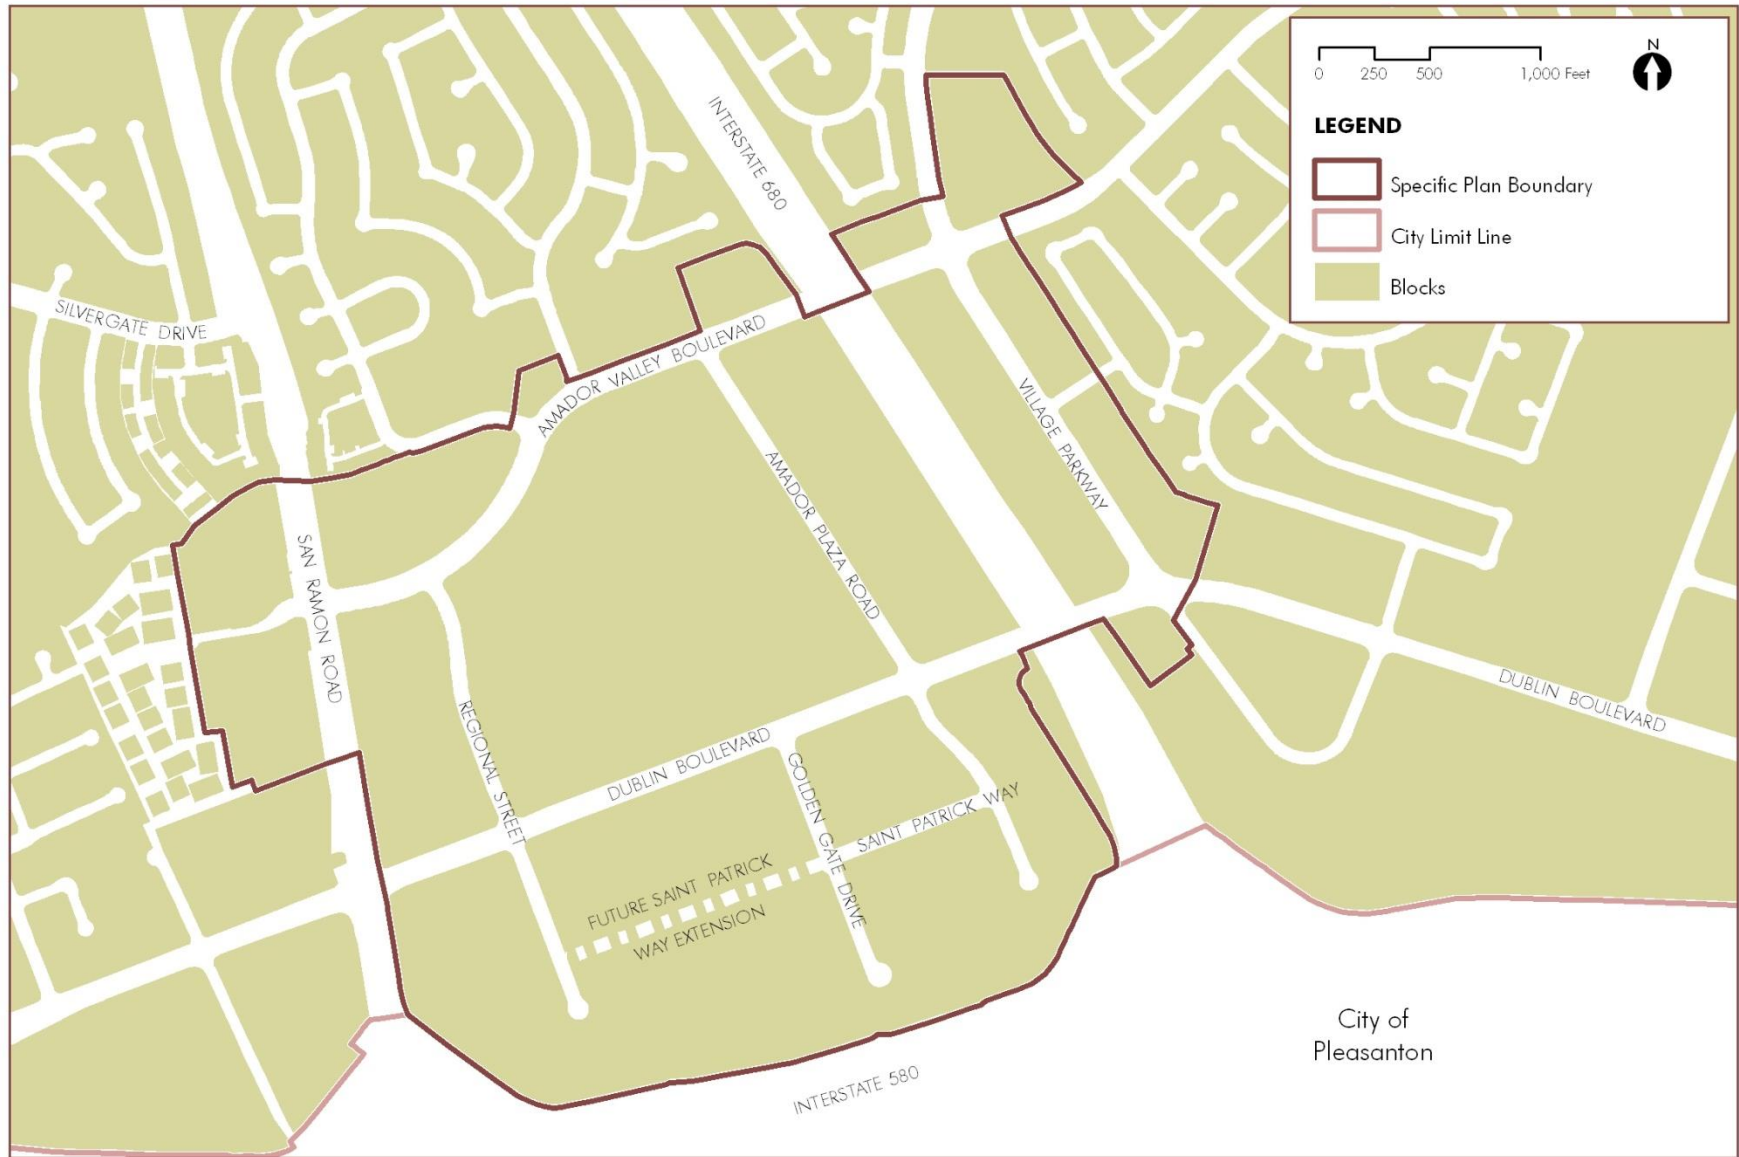 N
0 250 500 1,000 Feet
LEGEND
Specific Plan Boundary
City Limit Line
Blocks
INTERSTATE 680
SILVERGATE DRIVE
AMADOR VALLEY BOULEVARD
VILLAGE PARKWAY
AMADOR PLAZA ROAD
SAN RAMON ROAD
REGIONAL STREET
DUBLIN BOULEVARD
DUBLIN BOULEVARD
GOLDEN GATE DRIVE
SAINT PATRICK WAY
FUTURE SAINT PATRICK
WAY EXTENSION
City of
Pleasanton
INTERSTATE 580